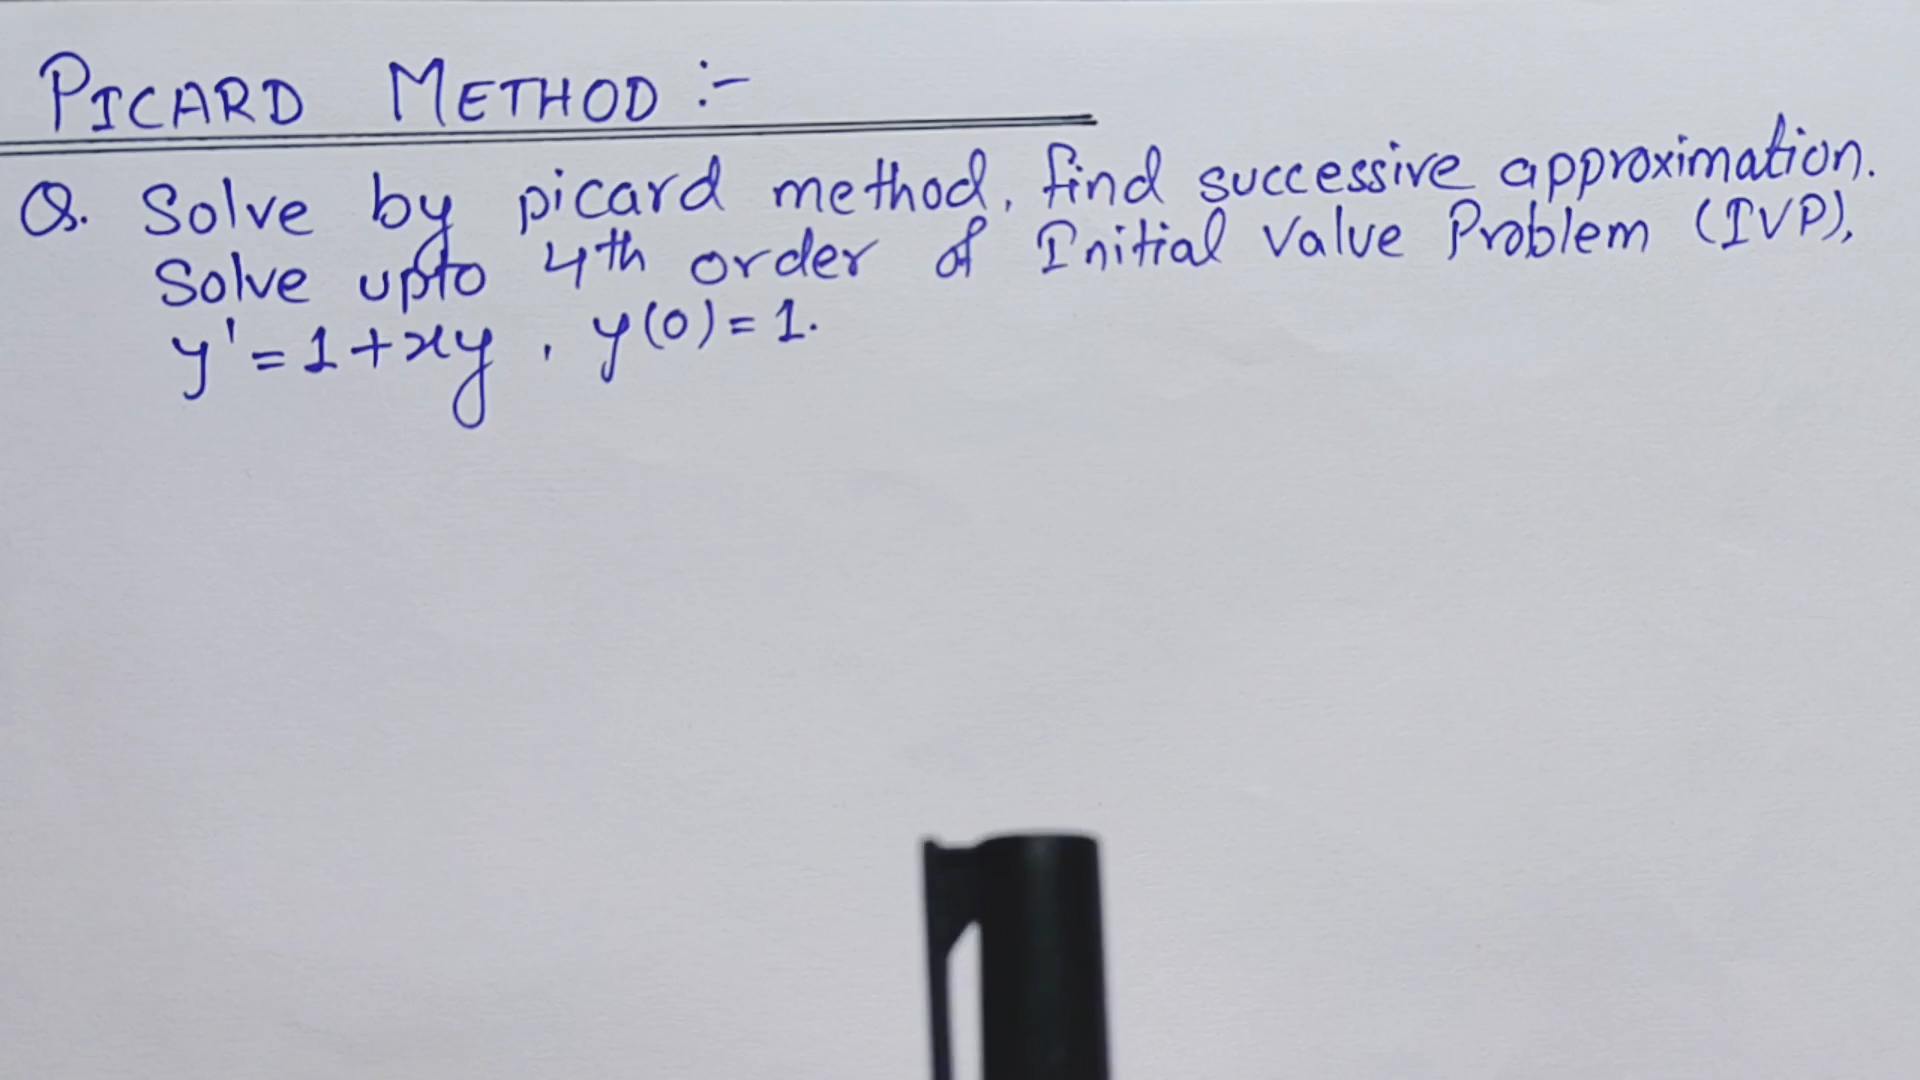 PICARD METHOD :-
Q. Solve by picard method, find successive approximation.
Solve upto 4th order of Initial Value Problem (IVP),
y' = 1 + xy , y(0) = 1.